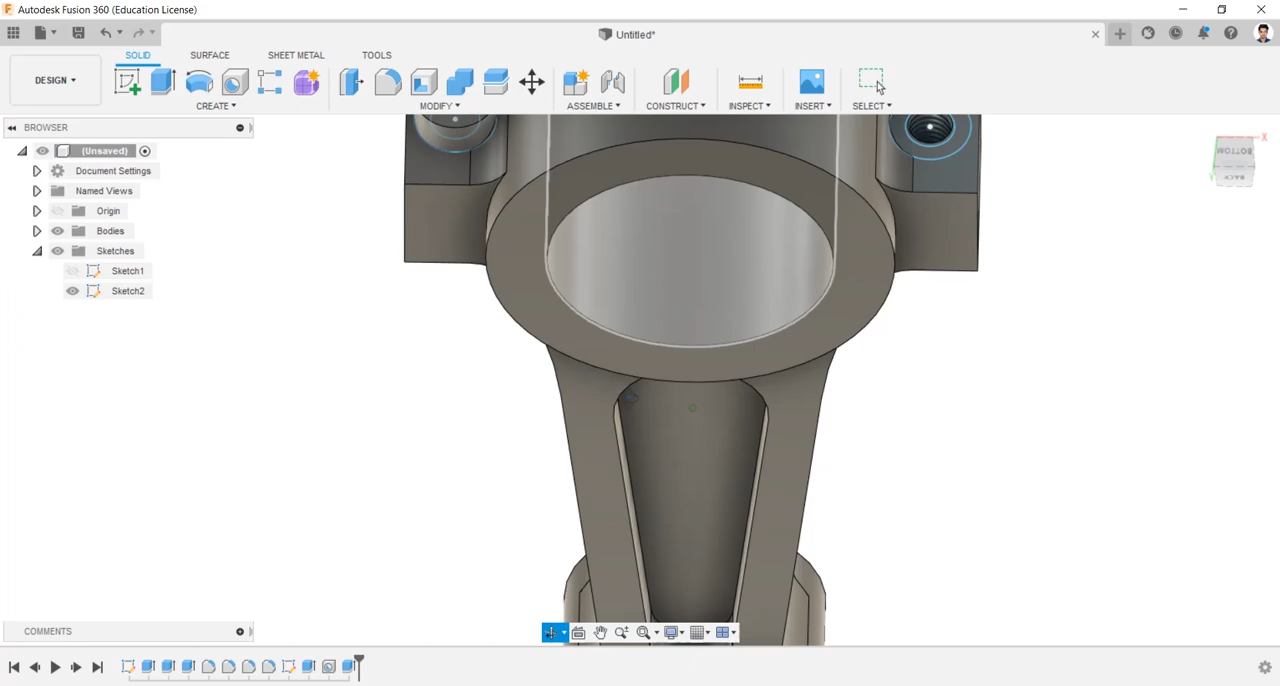 Autodesk Fusion 360 (Education License)
Untitled*
DESIGN
SOLID SURFACE SHEET METAL TOOLS
CREATE MODIFY ASSEMBLE CONSTRUCT INSPECT INSERT SELECT
BROWSER
(Unsaved)
Document Settings
Named Views
Origin
Bodies
Sketches
Sketch1
Sketch2
X
BOTTOM
Y
BACK
COMMENTS